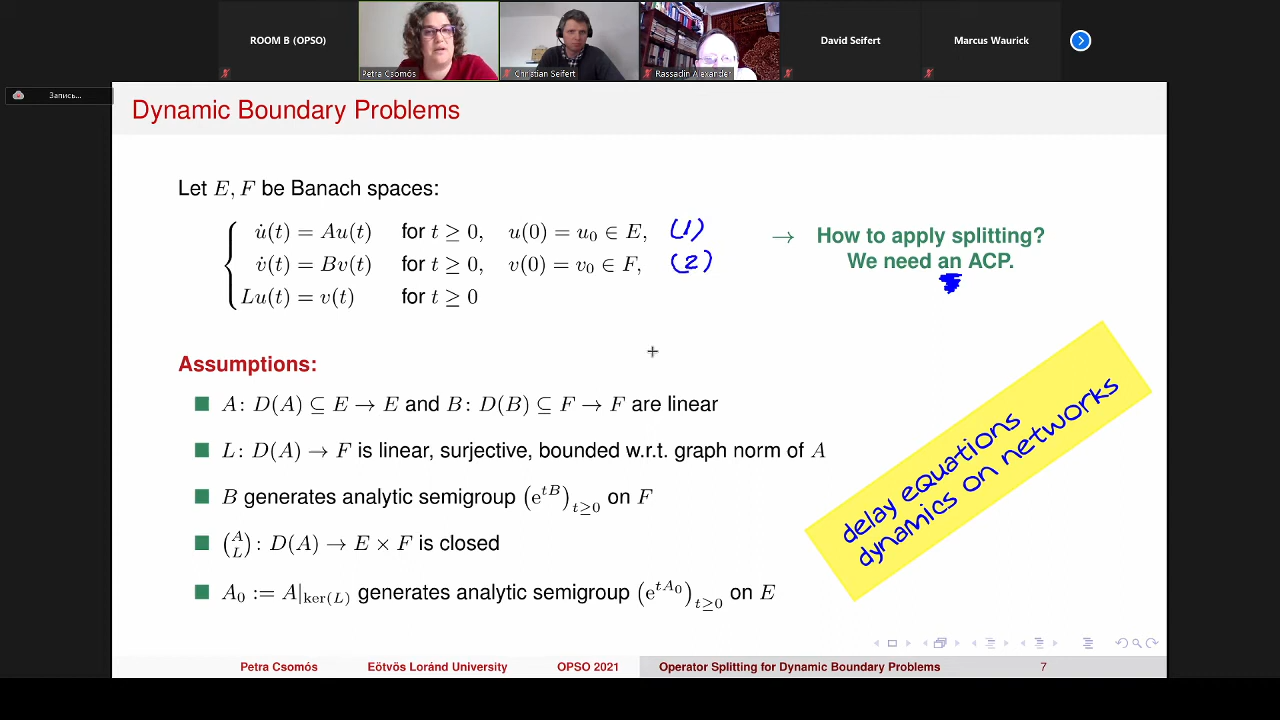 ROOM B (OPSO)
David Seifert
Marcus Waurick
Petra Csomós
Christian Seifert
Rassadin Alexander
Запись...
Dynamic Boundary Problems
Let E, F be Banach spaces:
u̇(t) = Au(t) for t ≥ 0, u(0) = u₀ ∈ E, (1)
v̇(t) = Bv(t) for t ≥ 0, v(0) = v₀ ∈ F, (2)
Lu(t) = v(t) for t ≥ 0
→ How to apply splitting?
We need an ACP.
Assumptions:
A: D(A) ⊆ E → E and B: D(B) ⊆ F → F are linear
L: D(A) → F is linear, surjective, bounded w.r.t. graph norm of A
B generates analytic semigroup (e^{tB})_{t≥0} on F
(A L): D(A) → E × F is closed
A₀ := A|_{ker(L)} generates analytic semigroup (e^{tA₀})_{t≥0} on E
delay equations
dynamics on networks
Petra Csomós Eötvös Loránd University OPSO 2021 Operator Splitting for Dynamic Boundary Problems 7